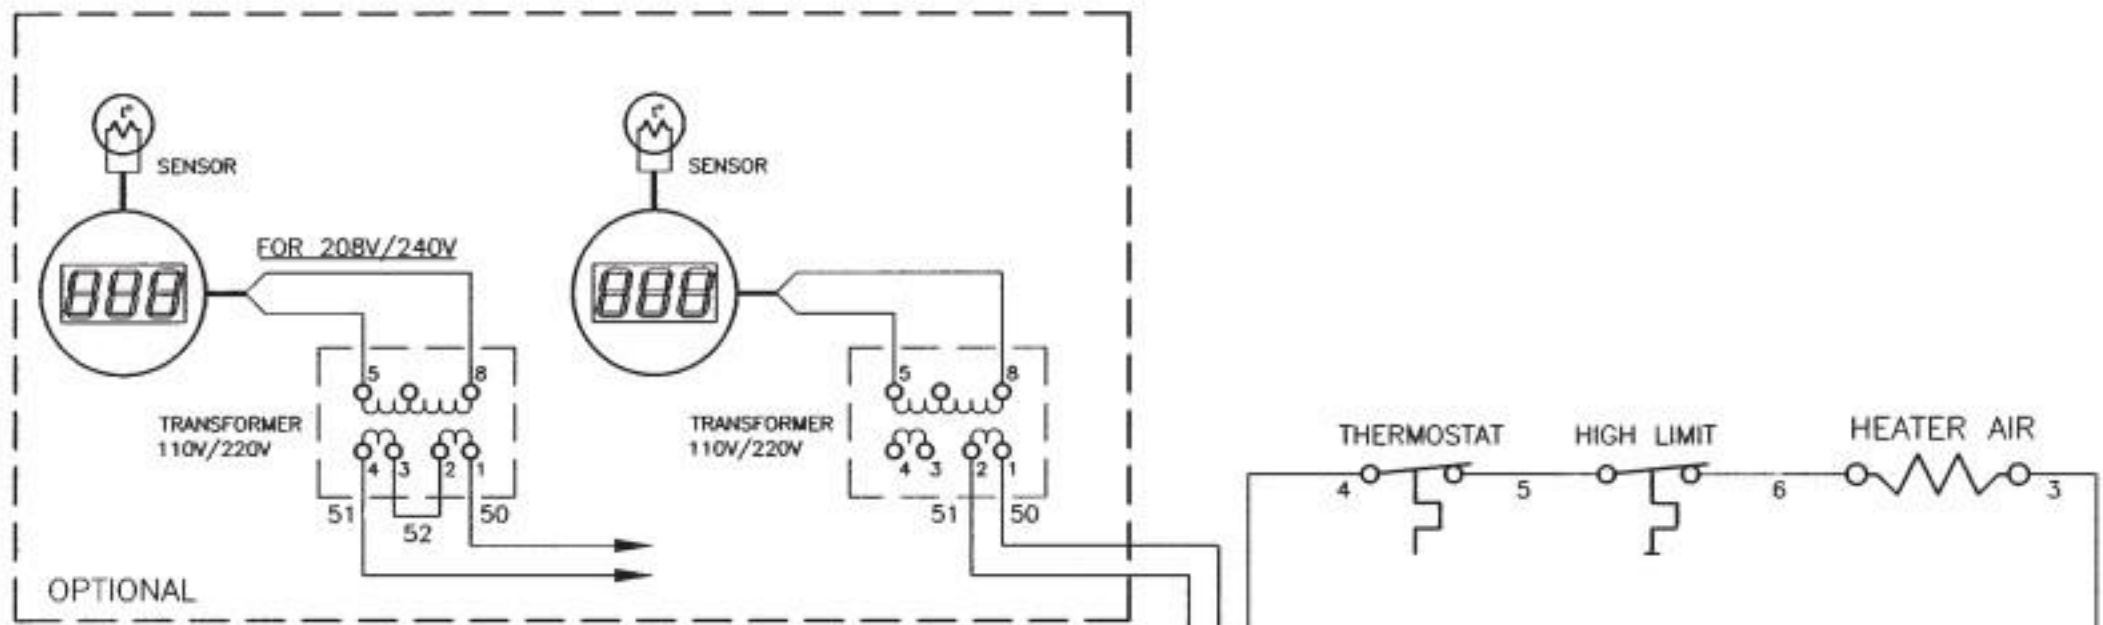 SENSOR
SENSOR
FOR 208V/240V
888
888
5
8
5
8
TRANSFORMER
110V/220V
TRANSFORMER
110V/220V
4
3
2
1
4
3
2
1
51
52
50
51
50
OPTIONAL
THERMOSTAT
HIGH LIMIT
HEATER AIR
4
5
6
3